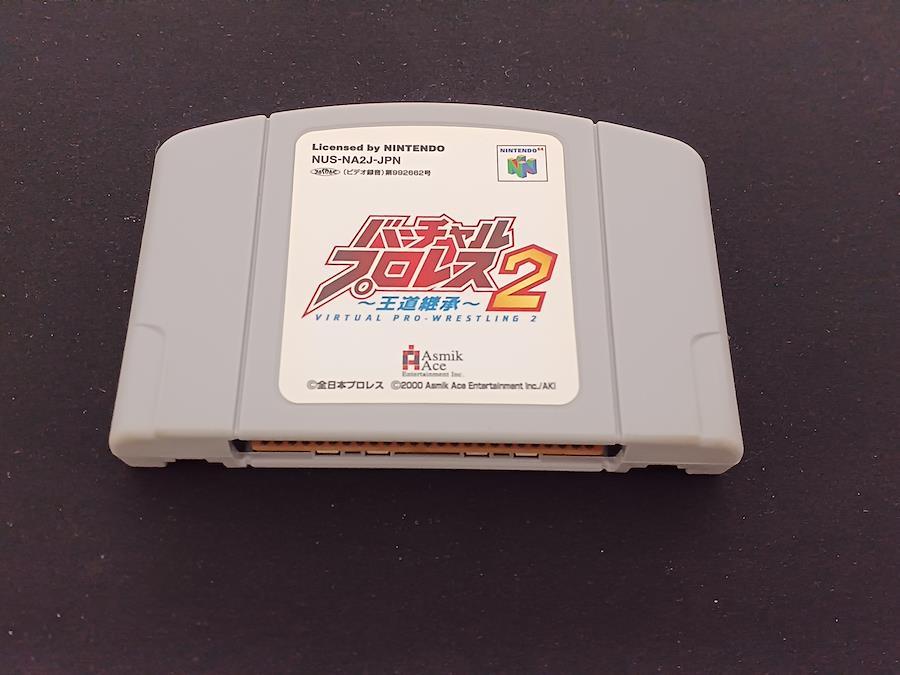 Licensed by NINTENDO
NUS-NA2J-JPN
(ビデオ録音)第992662号
NINTENDO 64
バーチャル
プロレス2
～王道継承～
VIRTUAL PRO-WRESTLING 2
Asmik
Ace
Entertainment Inc.
©全日本プロレス ©2000 Asmik Ace Entertainment Inc./AKI